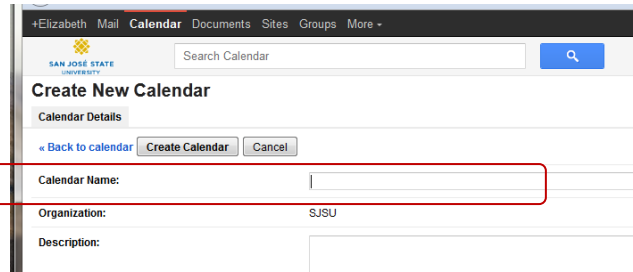 +Elizabeth Mail Calendar Documents Sites Groups More
SAN JOSÉ STATE
UNIVERSITY
Search Calendar
Create New Calendar
Calendar Details
« Back to calendar Create Calendar Cancel
Calendar Name:
Organization: SJSU
Description: